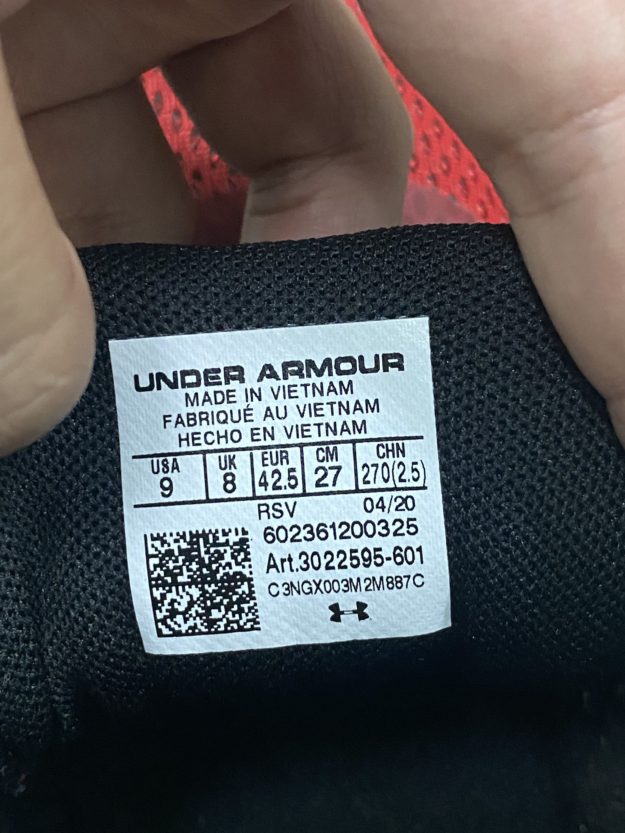 UNDER ARMOUR
MADE IN VIETNAM
FABRIQUÉ AU VIETNAM
HECHO EN VIETNAM
USA UK EUR CM CHN
9 8 42.5 27 270(2.5)
RSV 04/20
602361200325
Art.3022595-601
C3NGX003M2M887C